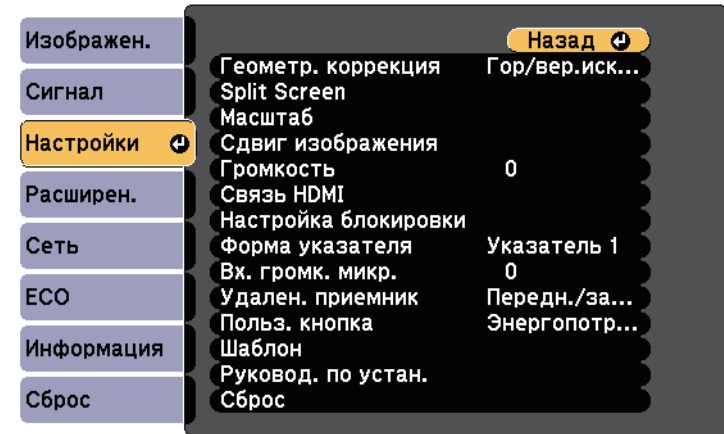 Изображен.
Сигнал
Настройки
Расширен.
Сеть
ECO
Информация
Сброс
Назад
Геометр. коррекция Гор/вер.иск...
Split Screen
Масштаб
Сдвиг изображения
Громкость 0
Связь HDMI
Настройка блокировки
Форма указателя Указатель 1
Вх. громк. микр. 0
Удален. приемник Передн./за...
Польз. кнопка Энергопотр...
Шаблон
Руковод. по устан.
Сброс